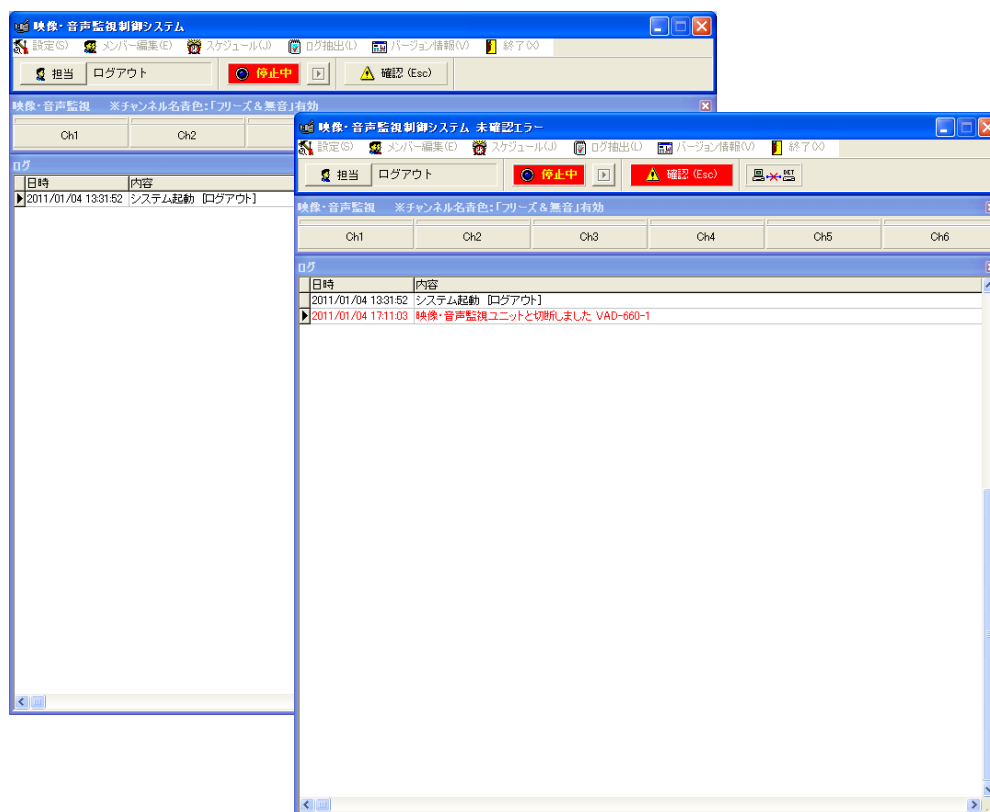 映像・音声監視制御システム
設定(S) メンバー編集(E) スケジュール(J) ログ抽出(L) バージョン情報(V) 終了(X)
担当 ログアウト 停止中 確認 (Esc)
映像・音声監視 ※チャンネル名青色:「フリーズ&無音」有効
Ch1 Ch2
ログ
日時 内容
2011/01/04 13:31:52 システム起動 [ログアウト]
映像・音声監視制御システム 未確認エラー
設定(S) メンバー編集(E) スケジュール(J) ログ抽出(L) バージョン情報(V) 終了(X)
担当 ログアウト 停止中 確認 (Esc)
映像・音声監視 ※チャンネル名青色:「フリーズ&無音」有効
Ch1 Ch2 Ch3 Ch4 Ch5 Ch6
ログ
日時 内容
2011/01/04 13:31:52 システム起動 [ログアウト]
2011/01/04 17:11:03 映像・音声監視ユニットと切断しました VAD-660-1